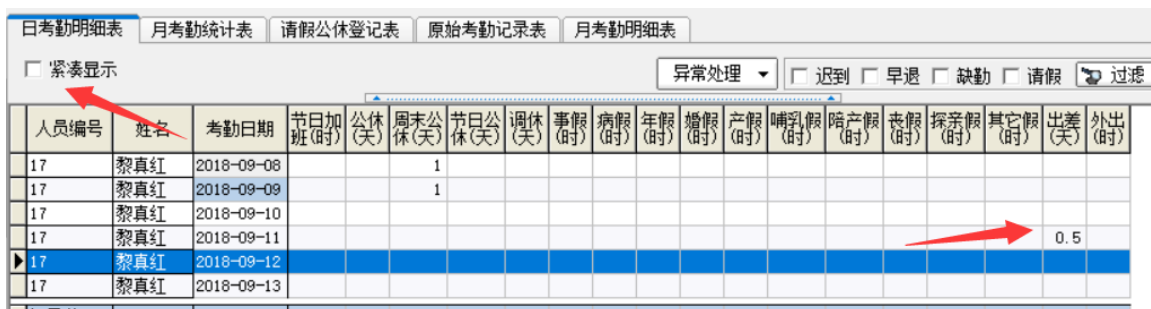 日考勤明细表 月考勤统计表 请假公休登记表 原始考勤记录表 月考勤明细表
紧凑显示 异常处理 迟到 早退 缺勤 请假 过滤
人员编号 姓名 考勤日期 节日加班(时) 公休(天) 周末公休(天) 节日公休(天) 调休(天) 事假(时) 病假(时) 年假(时) 婚假(时) 产假(时) 哺乳假(时) 陪产假(时) 丧假(时) 探亲假(时) 其它假(时) 出差(天) 外出(时)
17 黎真红 2018-09-08 1
17 黎真红 2018-09-09 1
17 黎真红 2018-09-10
17 黎真红 2018-09-11 0.5
17 黎真红 2018-09-12
17 黎真红 2018-09-13